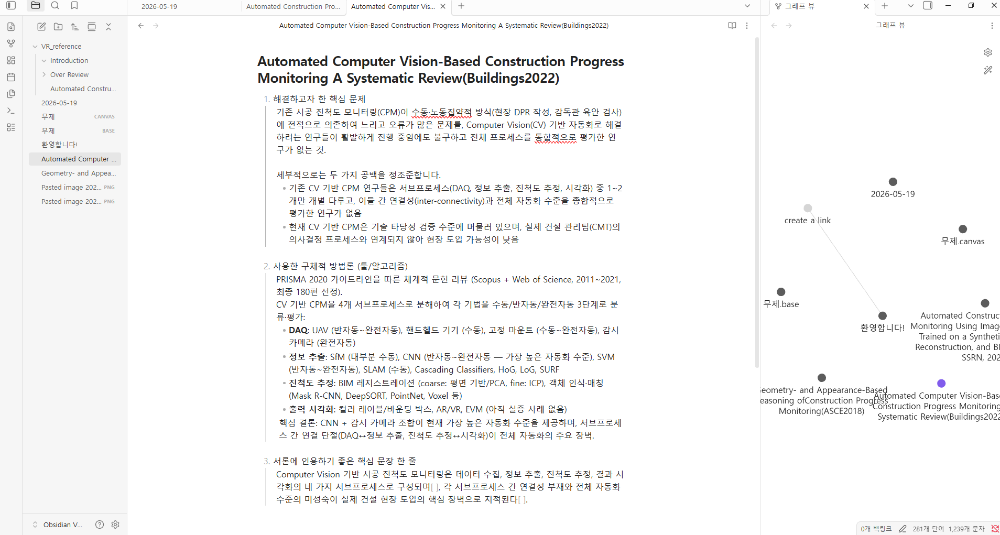 2026-05-19
Automated Construction Pro...
Automated Computer Vis...
그래프 뷰
Automated Computer Vision-Based Construction Progress Monitoring A Systematic Review(Buildings2022)
그래프 뷰
VR_reference
Introduction
Over Review
Automated Constru...
2026-05-19
무제 CANVAS
무제 BASE
환영합니다!
Automated Computer ...
Geometry- and Appea...
Pasted image 202... PNG
Pasted image 202... PNG
Obsidian V...
Automated Computer Vision-Based Construction Progress
Monitoring A Systematic Review(Buildings2022)
1. 해결하고자 한 핵심 문제
기존 시공 진척도 모니터링(CPM)이 수동·노동집약적 방식(현장 DPR 작성, 감독관 육안 검사)
에 전적으로 의존하여 느리고 오류가 많은 문제를, Computer Vision(CV) 기반 자동화로 해결
하려는 연구들이 활발하게 진행 중임에도 불구하고 전체 프로세스를 통합적으로 평가한 연
구가 없는 것.
세부적으로는 두 가지 공백을 정조준합니다.
• 기존 CV 기반 CPM 연구들은 서브프로세스(DAQ, 정보 추출, 진척도 추정, 시각화) 중 1~2
개만 개별 다루고, 이들 간 연결성(inter-connectivity)과 전체 자동화 수준을 종합적으로
평가한 연구가 없음
• 현재 CV 기반 CPM은 기술 타당성 검증 수준에 머물러 있으며, 실제 건설 관리팀(CMT)의
의사결정 프로세스와 연계되지 않아 현장 도입 가능성이 낮음
2. 사용한 구체적 방법론 (툴/알고리즘)
PRISMA 2020 가이드라인을 따른 체계적 문헌 리뷰 (Scopus + Web of Science, 2011~2021,
최종 180편 선정).
CV 기반 CPM을 4개 서브프로세스로 분해하여 각 기법을 수동/반자동/완전자동 3단계로 분
류·평가:
• DAQ: UAV (반자동~완전자동), 핸드헬드 기기 (수동), 고정 마운트 (수동~완전자동), 감시
카메라 (완전자동)
• 정보 추출: SfM (대부분 수동), CNN (반자동~완전자동 — 가장 높은 자동화 수준), SVM
(반자동~완전자동), SLAM (수동), Cascading Classifiers, HoG, LoG, SURF
• 진척도 추정: BIM 레지스트레이션 (coarse: 평면 기반/PCA, fine: ICP), 객체 인식·매칭
(Mask R-CNN, DeepSORT, PointNet, Voxel 등)
• 출력 시각화: 컬러 레이블/바운딩 박스, AR/VR, EVM (아직 실증 사례 없음)
핵심 결론: CNN + 감시 카메라 조합이 현재 가장 높은 자동화 수준을 제공하며, 서브프로세
스 간 연결 단절(DAQ↔정보 추출, 진척도 추정↔시각화)이 전체 자동화의 주요 장벽.
3. 서론에 인용하기 좋은 핵심 문장 한 줄
Computer Vision 기반 시공 진척도 모니터링은 데이터 수집, 정보 추출, 진척도 추정, 결과 시
각화의 네 가지 서브프로세스로 구성되며[ ], 각 서브프로세스 간 연결성 부재와 전체 자동화
수준의 미성숙이 실제 건설 현장 도입의 핵심 장벽으로 지적된다[ ].
2026-05-19
create a link
무제.canvas
무제.base
환영합니다!
Automated Construc
Monitoring Using Imag
Trained on a Syntheti
Reconstruction, and BI
SSRN, 202
eometry- and Appearance-Based
easoning ofConstruction Progress
Monitoring(ASCE2018)
Automated Computer Vision-Bas
Construction Progress Monitoring
Systematic Review(Buildings2022
0개 백링크
281개 단어 1,239개 문자